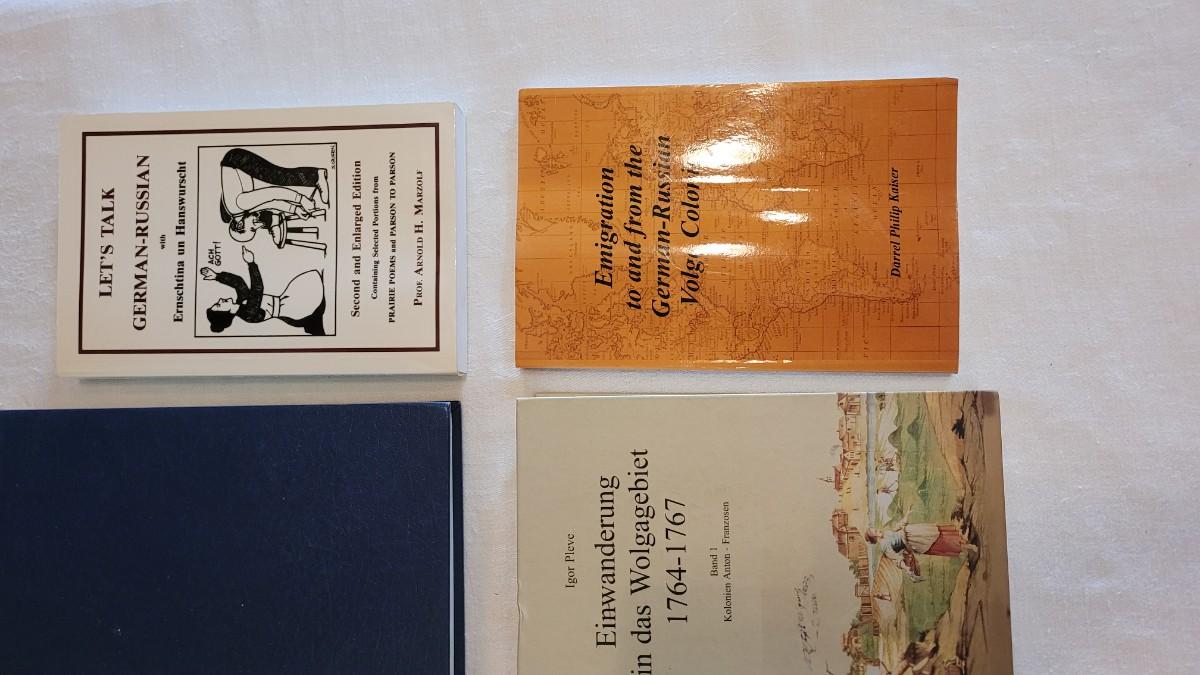 LET'S TALK
GERMAN-RUSSIAN
with
Ernschtina un Hanswurscht
ACH
GOTT!
Second and Enlarged Edition
Containing Selected Portions from
PRAIRIE POEMS and PARSON TO PARSON
PROF. ARNOLD H. MARZOLF
Emigration
to and from the
German-Russian
Volga
Darrel Philip Kaiser
Igor Pleve
Einwanderung
in das Wolgagebiet
1764-1767
Band 1
Kolonien Anton - Franzosen